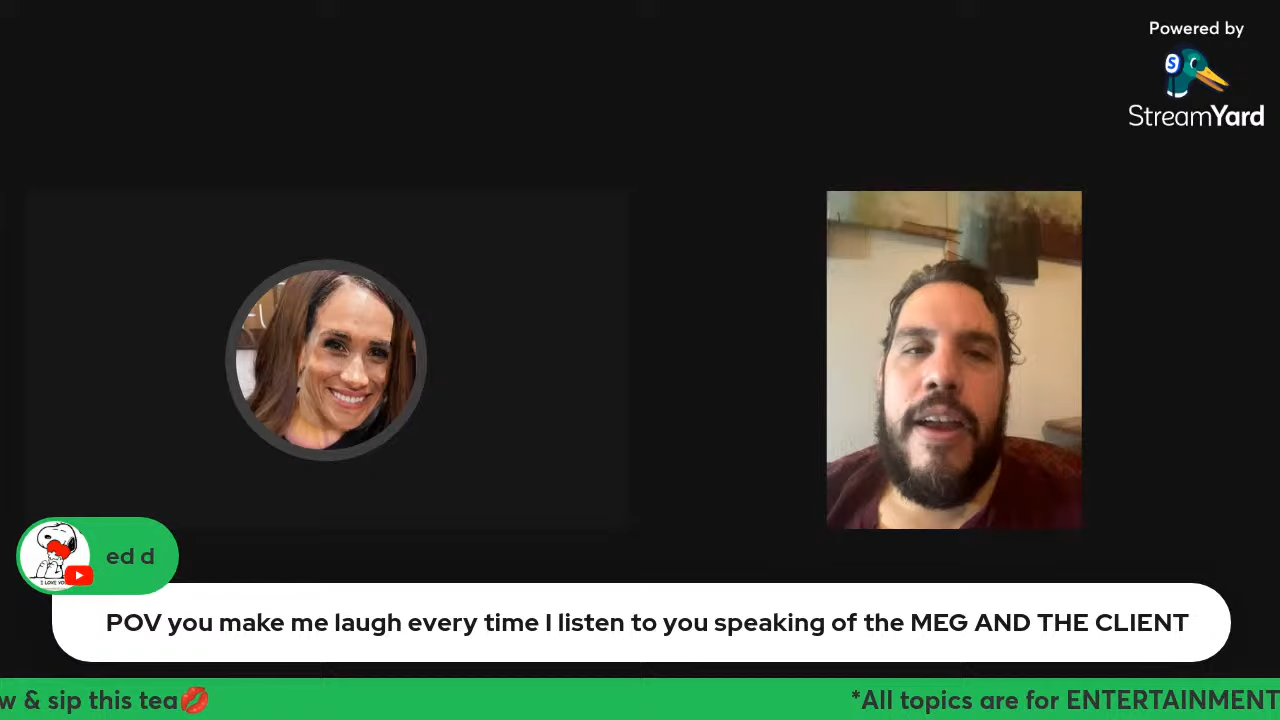 Powered by
StreamYard
ed d
POV you make me laugh every time I listen to you speaking of the MEG AND THE CLIENT
w & sip this tea💋 *All topics are for ENTERTAINMENT